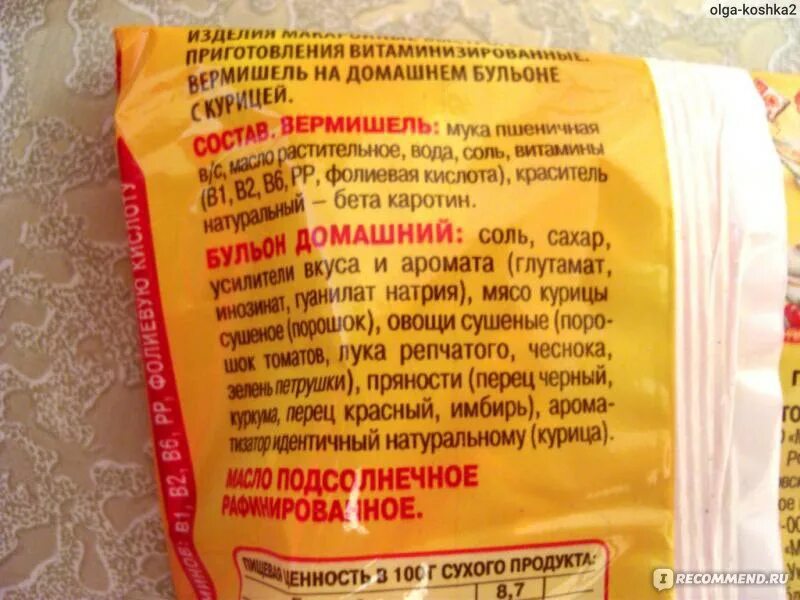 olga-koshka2
ИЗДЕЛИЯ МАКАРОННЫЕ
ПРИГОТОВЛЕНИЯ ВИТАМИНИЗИРОВАННЫЕ.
ВЕРМИШЕЛЬ НА ДОМАШНЕМ БУЛЬОНЕ
С КУРИЦЕЙ.
СОСТАВ. ВЕРМИШЕЛЬ: мука пшеничная
в/с, масло растительное, вода, соль, витамины
(В1, В2, В6, РР, фолиевая кислота), краситель
натуральный – бета каротин.
БУЛЬОН ДОМАШНИЙ: соль, сахар,
усилители вкуса и аромата (глутамат,
инозинат, гуанилат натрия), мясо курицы
сушеное (порошок), овощи сушеные (поро-
шок томатов, лука репчатого, чеснока,
зелень петрушки), пряности (перец черный,
куркума, перец красный, имбирь), арома-
тизатор идентичный натуральному (курица).
МАСЛО ПОДСОЛНЕЧНОЕ
РАФИНИРОВАННОЕ.
ПИЩЕВАЯ ЦЕННОСТЬ В 100Г СУХОГО ПРОДУКТА:
8,7
В1, В2, В6, РР, ФОЛИЕВУЮ КИСЛОТУ
I RECOMMEND.RU